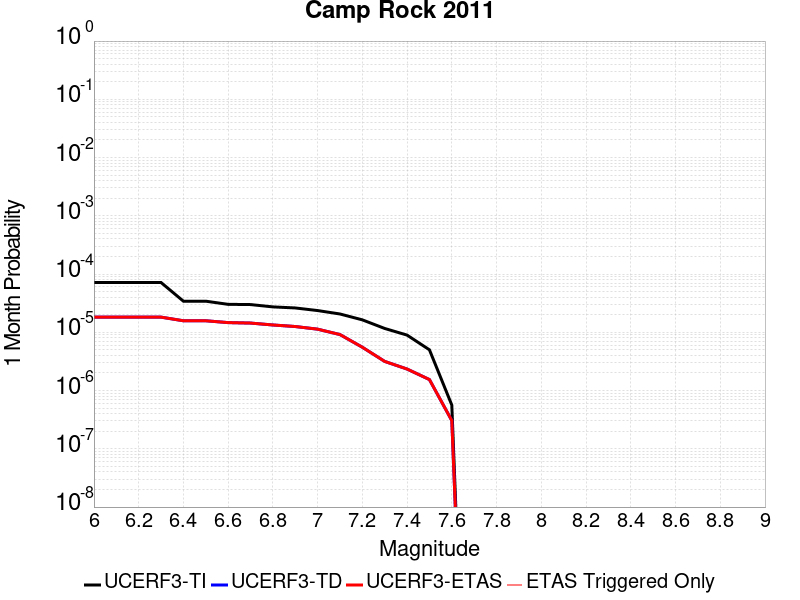 Camp Rock 2011
1 Month Probability
10^0
10^-1
10^-2
10^-3
10^-4
10^-5
10^-6
10^-7
10^-8
6 6.2 6.4 6.6 6.8 7 7.2 7.4 7.6 7.8 8 8.2 8.4 8.6 8.8 9
Magnitude
UCERF3-TI UCERF3-TD UCERF3-ETAS ETAS Triggered Only